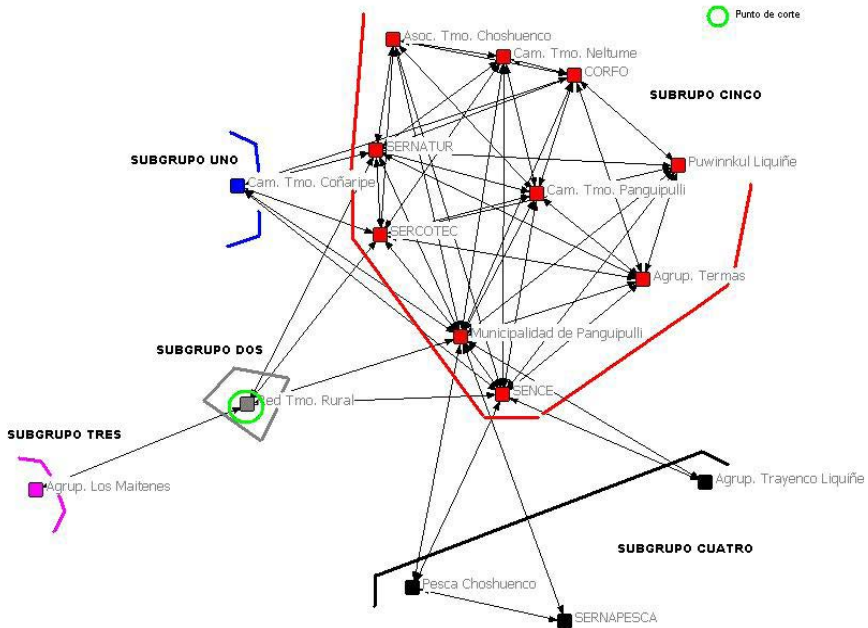 Punto de corte
Asoc. Tmo. Choshuenco
Cam. Tmo. Neltume
CORFO
SUBRUPO CINCO
SERNATUR
SUBGRUPO UNO
Puwinnkul Liquiñe
Cam. Tmo. Coñaripe
Cam. Tmo. Panguipulli
SERCOTEC
Agrup. Termas
Municipalidad de Panguipulli
SUBGRUPO DOS
SENCE
Red Tmo. Rural
SUBGRUPO TRES
Agrup. Los Maitenes
Agrup. Trayenco Liquiñe
SUBGRUPO CUATRO
Pesca Choshuenco
SERNAPESCA